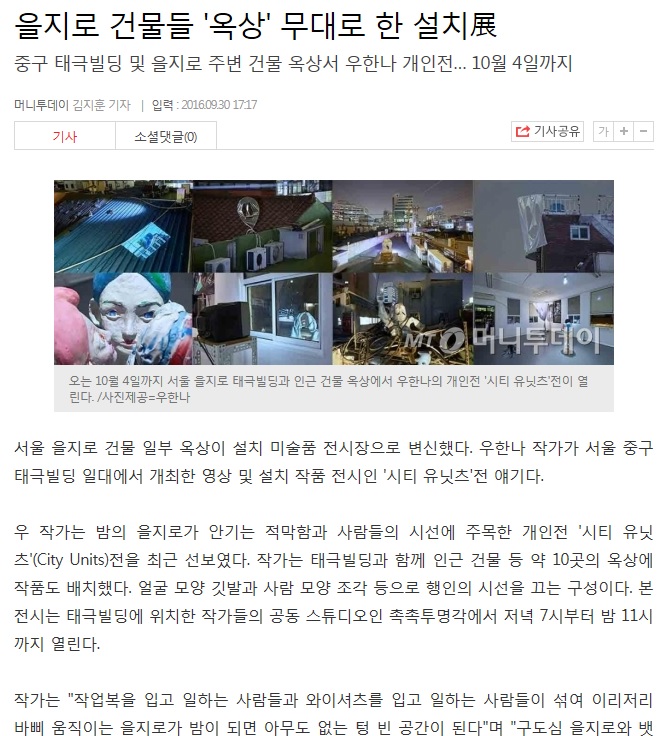 을지로 건물들 '옥상' 무대로 한 설치展
중구 태극빌딩 및 을지로 주변 건물 옥상서 우한나 개인전... 10월 4일까지
머니투데이 김지훈 기자 | 입력 : 2016.09.30 17:17
기사 소셜댓글(0) 기사공유 가 + -
MT 머니투데이
오는 10월 4일까지 서울 을지로 태극빌딩과 인근 건물 옥상에서 우한나의 개인전 '시티 유닛츠'전이 열
린다. /사진제공=우한나
서울 을지로 건물 일부 옥상이 설치 미술품 전시장으로 변신했다. 우한나 작가가 서울 중구
태극빌딩 일대에서 개최한 영상 및 설치 작품 전시인 '시티 유닛츠'전 얘기다.
우 작가는 밤의 을지로가 안기는 적막함과 사람들의 시선에 주목한 개인전 '시티 유닛
츠'(City Units)전을 최근 선보였다. 작가는 태극빌딩과 함께 인근 건물 등 약 10곳의 옥상에
작품도 배치했다. 얼굴 모양 깃발과 사람 모양 조각 등으로 행인의 시선을 끄는 구성이다. 본
전시는 태극빌딩에 위치한 작가들의 공동 스튜디오인 촉촉투명각에서 저녁 7시부터 밤 11시
까지 열린다.
작가는 "작업복을 입고 일하는 사람들과 와이셔츠를 입고 일하는 사람들이 섞여 이리저리
바삐 움직이는 을지로가 밤이 되면 아무도 없는 텅 빈 공간이 된다"며 "구도심 을지로와 뱃